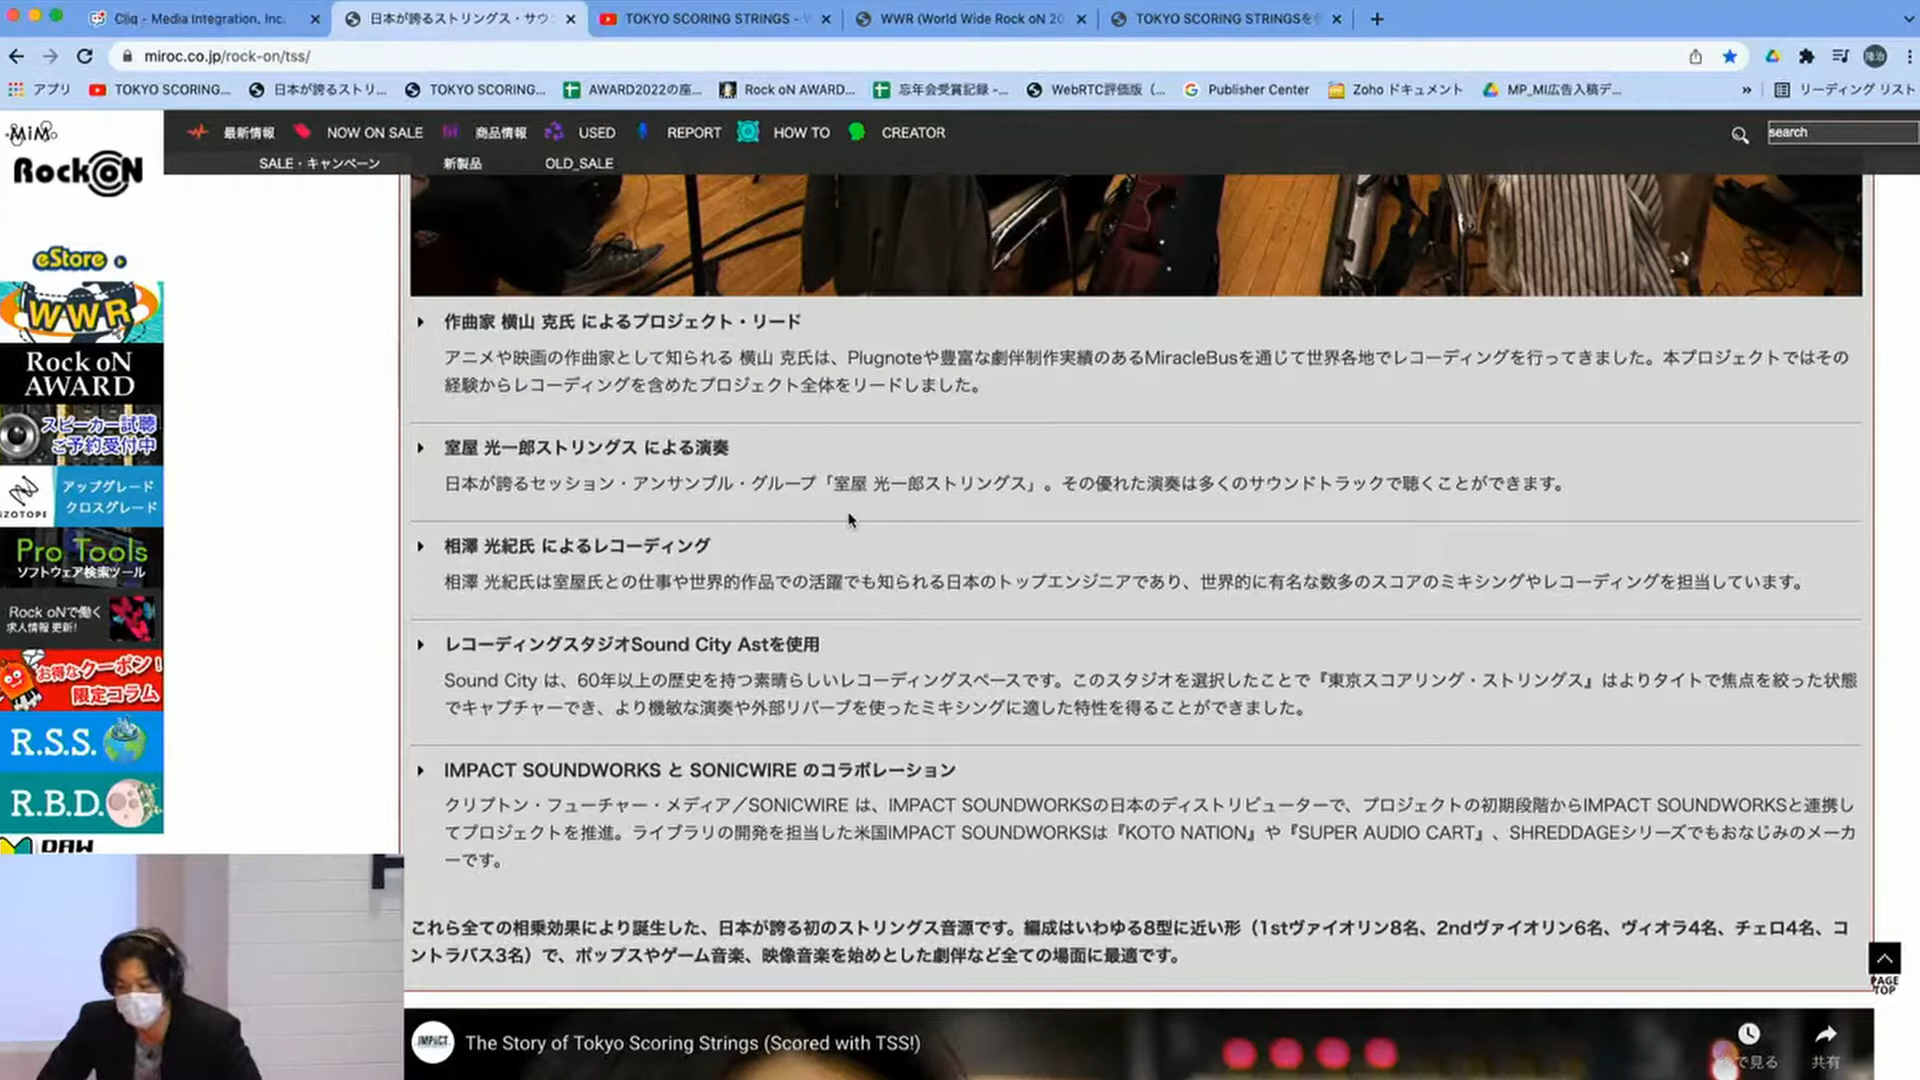 Cliq - Media Integration, Inc.
日本が誇るストリングス・サウ
TOKYO SCORING STRINGS -
WWR (World Wide Rock oN 20
TOKYO SCORING STRINGSを
miroc.co.jp/rock-on/tss/
アプリ
TOKYO SCORING...
日本が誇るストリ...
TOKYO SCORING...
AWARD2022の座...
Rock oN AWARD...
忘年会受賞記録 -...
WebRTC評価版（...
Publisher Center
Zoho ドキュメント
MP_MI広告入稿デ...
»
リーディング リスト
MiM
RockoN
最新情報
NOW ON SALE
商品情報
USED
REPORT
HOW TO
CREATOR
search
SALE・キャンペーン
新製品
OLD_SALE
eStore
WWR
Rock oN
AWARD
スピーカー試聴
ご予約受付中
アップグレード
クロスグレード
iZOTOPE
Pro Tools
ソフトウェア検索ツール
Rock oNで働く
求人情報 更新!
お得なクーポン!
限定コラム
R.S.S.
R.B.D.
DAW
作曲家 横山 克氏 によるプロジェクト・リード
アニメや映画の作曲家として知られる 横山 克氏は、Plugnoteや豊富な劇伴制作実績のあるMiracleBusを通じて世界各地でレコーディングを行ってきました。本プロジェクトではその
経験からレコーディングを含めたプロジェクト全体をリードしました。
室屋 光一郎ストリングス による演奏
日本が誇るセッション・アンサンブル・グループ「室屋 光一郎ストリングス」。その優れた演奏は多くのサウンドトラックで聴くことができます。
相澤 光紀氏 によるレコーディング
相澤 光紀氏は室屋氏との仕事や世界的作品での活躍でも知られる日本のトップエンジニアであり、世界的に有名な数多のスコアのミキシングやレコーディングを担当しています。
レコーディングスタジオSound City Astを使用
Sound City は、60年以上の歴史を持つ素晴らしいレコーディングスペースです。このスタジオを選択したことで『東京スコアリング・ストリングス』はよりタイトで焦点を絞った状態
でキャプチャーでき、より機敏な演奏や外部リバーブを使ったミキシングに適した特性を得ることができました。
IMPACT SOUNDWORKS と SONICWIRE のコラボレーション
クリプトン・フューチャー・メディア／SONICWIRE は、IMPACT SOUNDWORKSの日本のディストリビューターで、プロジェクトの初期段階からIMPACT SOUNDWORKSと連携し
てプロジェクトを推進。ライブラリの開発を担当した米国IMPACT SOUNDWORKSは『KOTO NATION』や『SUPER AUDIO CART』、SHREDDAGEシリーズでもおなじみのメーカ
ーです。
これら全ての相乗効果により誕生した、日本が誇る初のストリングス音源です。編成はいわゆる8型に近い形（1stヴァイオリン8名、2ndヴァイオリン6名、ヴィオラ4名、チェロ4名、コ
ントラバス3名）で、ポップスやゲーム音楽、映像音楽を始めとした劇伴など全ての場面に最適です。
PAGE
TOP
IMPACT
The Story of Tokyo Scoring Strings (Scored with TSS!)
で見る
共有